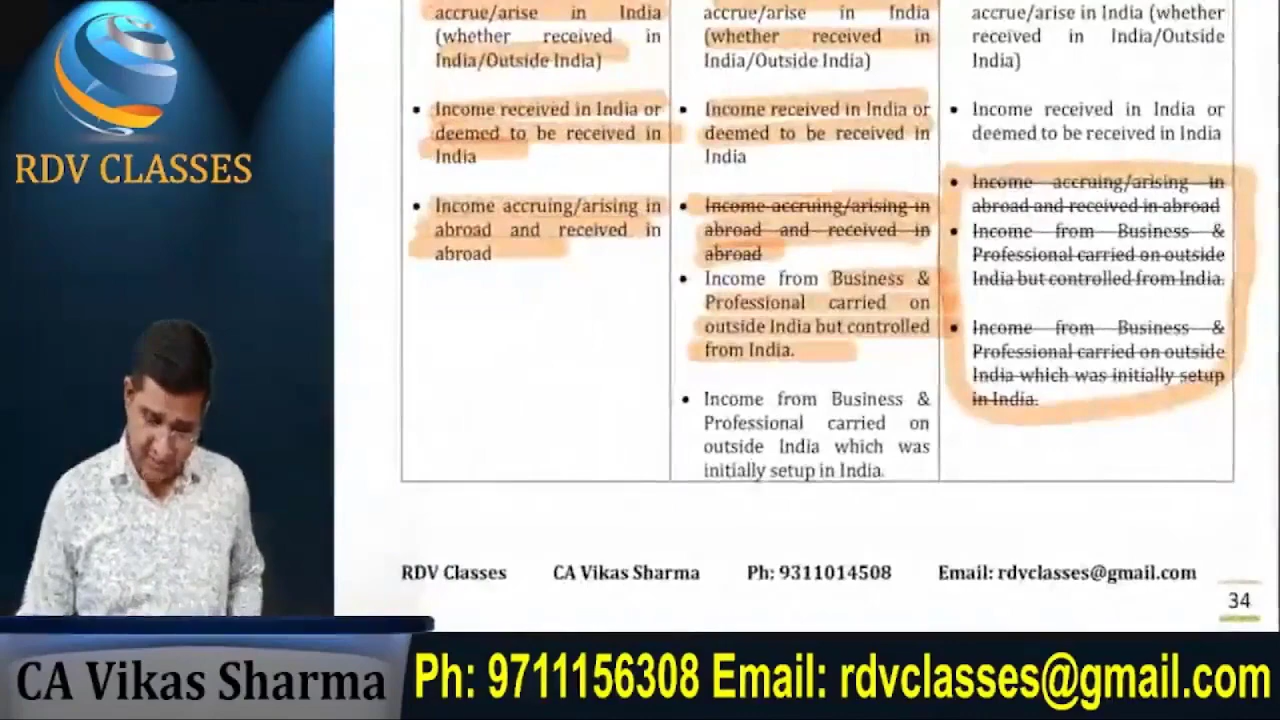 RDV CLASSES
accrue/arise in India
(whether received in
India/Outside India)
• Income received in India or
deemed to be received in
India
• Income accruing/arising in
abroad and received in
abroad
accrue/arise in India
(whether received in
India/Outside India)
• Income received in India or
deemed to be received in
India
• Income accruing/arising in
abroad and received in
abroad
• Income from Business &
Professional carried on
outside India but controlled
from India.
• Income from Business &
Professional carried on
outside India which was
initially setup in India.
accrue/arise in India (whether
received in India/Outside
India)
• Income received in India or
deemed to be received in India
• Income accruing/arising in
abroad and received in abroad
• Income from Business &
Professional carried on outside
India but controlled from India.
• Income from Business &
Professional carried on outside
India which was initially setup
in India.
RDV Classes CA Vikas Sharma Ph: 9311014508 Email: rdvclasses@gmail.com
34
CA Vikas Sharma
Ph: 9711156308 Email: rdvclasses@gmail.com